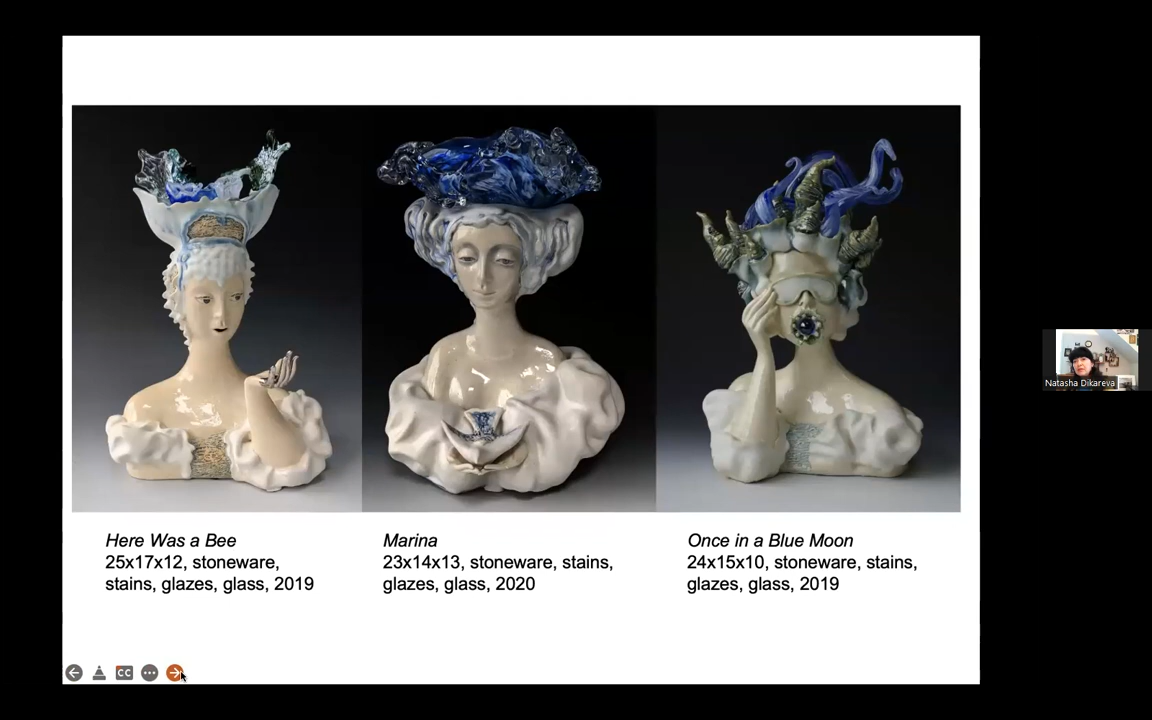 Here Was a Bee
25x17x12, stoneware,
stains, glazes, glass, 2019
Marina
23x14x13, stoneware, stains,
glazes, glass, 2020
Once in a Blue Moon
24x15x10, stoneware, stains,
glazes, glass, 2019
Natasha Dikareva
CC